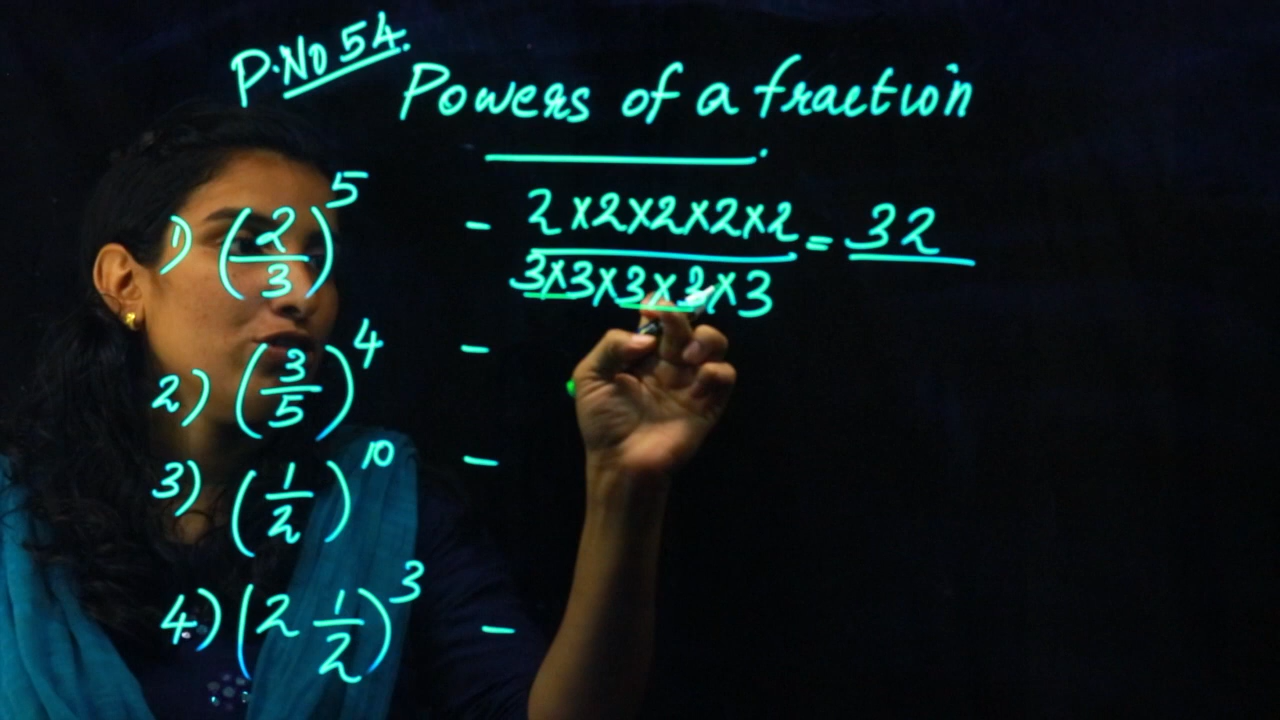 P.No 54.
Powers of a fraction
1) (2/3)^5 - 2×2×2×2×2/3×3×3×3×3 = 32
2) (3/5)^4 -
3) (1/2)^10 -
4) (2 1/2)^3 -